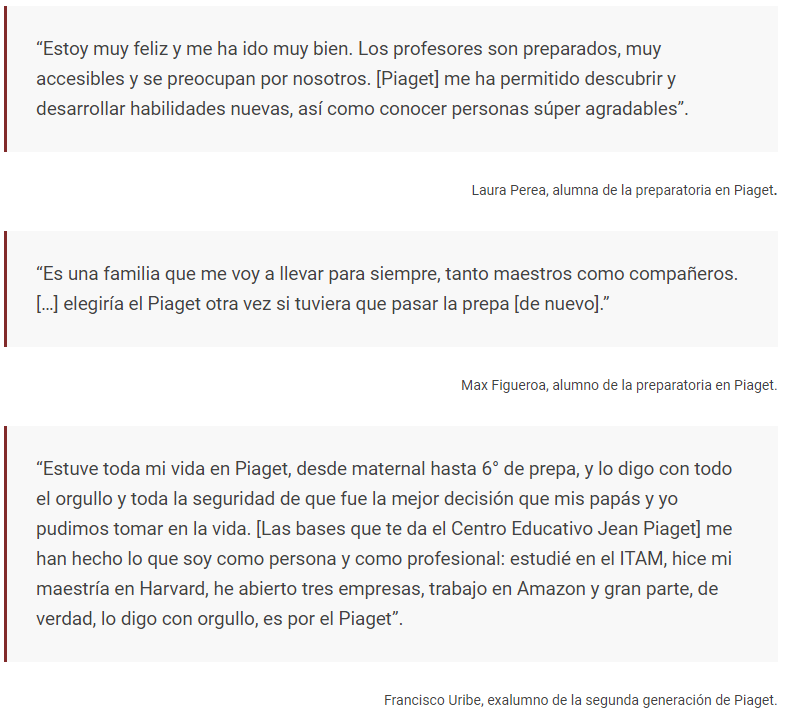 “Estoy muy feliz y me ha ido muy bien. Los profesores son preparados, muy
accesibles y se preocupan por nosotros. [Piaget] me ha permitido descubrir y
desarrollar habilidades nuevas, así como conocer personas súper agradables”.
Laura Perea, alumna de la preparatoria en Piaget.
“Es una familia que me voy a llevar para siempre, tanto maestros como compañeros.
[…] elegiría el Piaget otra vez si tuviera que pasar la prepa [de nuevo].”
Max Figueroa, alumno de la preparatoria en Piaget.
“Estuve toda mi vida en Piaget, desde maternal hasta 6° de prepa, y lo digo con todo
el orgullo y toda la seguridad de que fue la mejor decisión que mis papás y yo
pudimos tomar en la vida. [Las bases que te da el Centro Educativo Jean Piaget] me
han hecho lo que soy como persona y como profesional: estudié en el ITAM, hice mi
maestría en Harvard, he abierto tres empresas, trabajo en Amazon y gran parte, de
verdad, lo digo con orgullo, es por el Piaget”.
Francisco Uribe, exalumno de la segunda generación de Piaget.